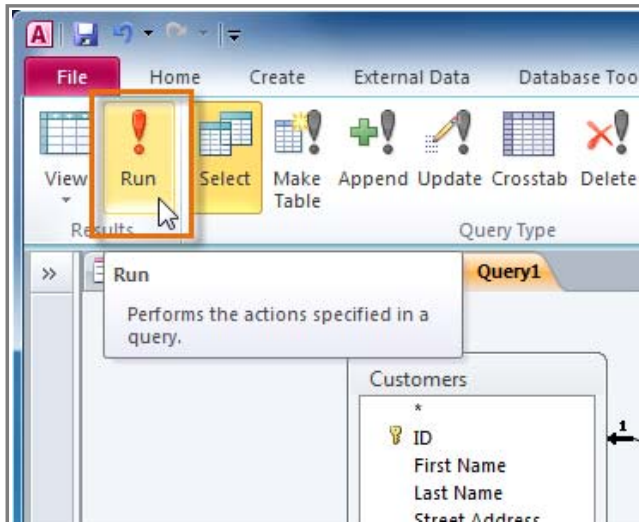 A
File Home Create External Data Database Too
View Run Select Make Table Append Update Crosstab Delete
Results Query Type
» Query1
Run
Performs the actions specified in a
query.
Customers
*
ID
1
First Name
Last Name
Street Address